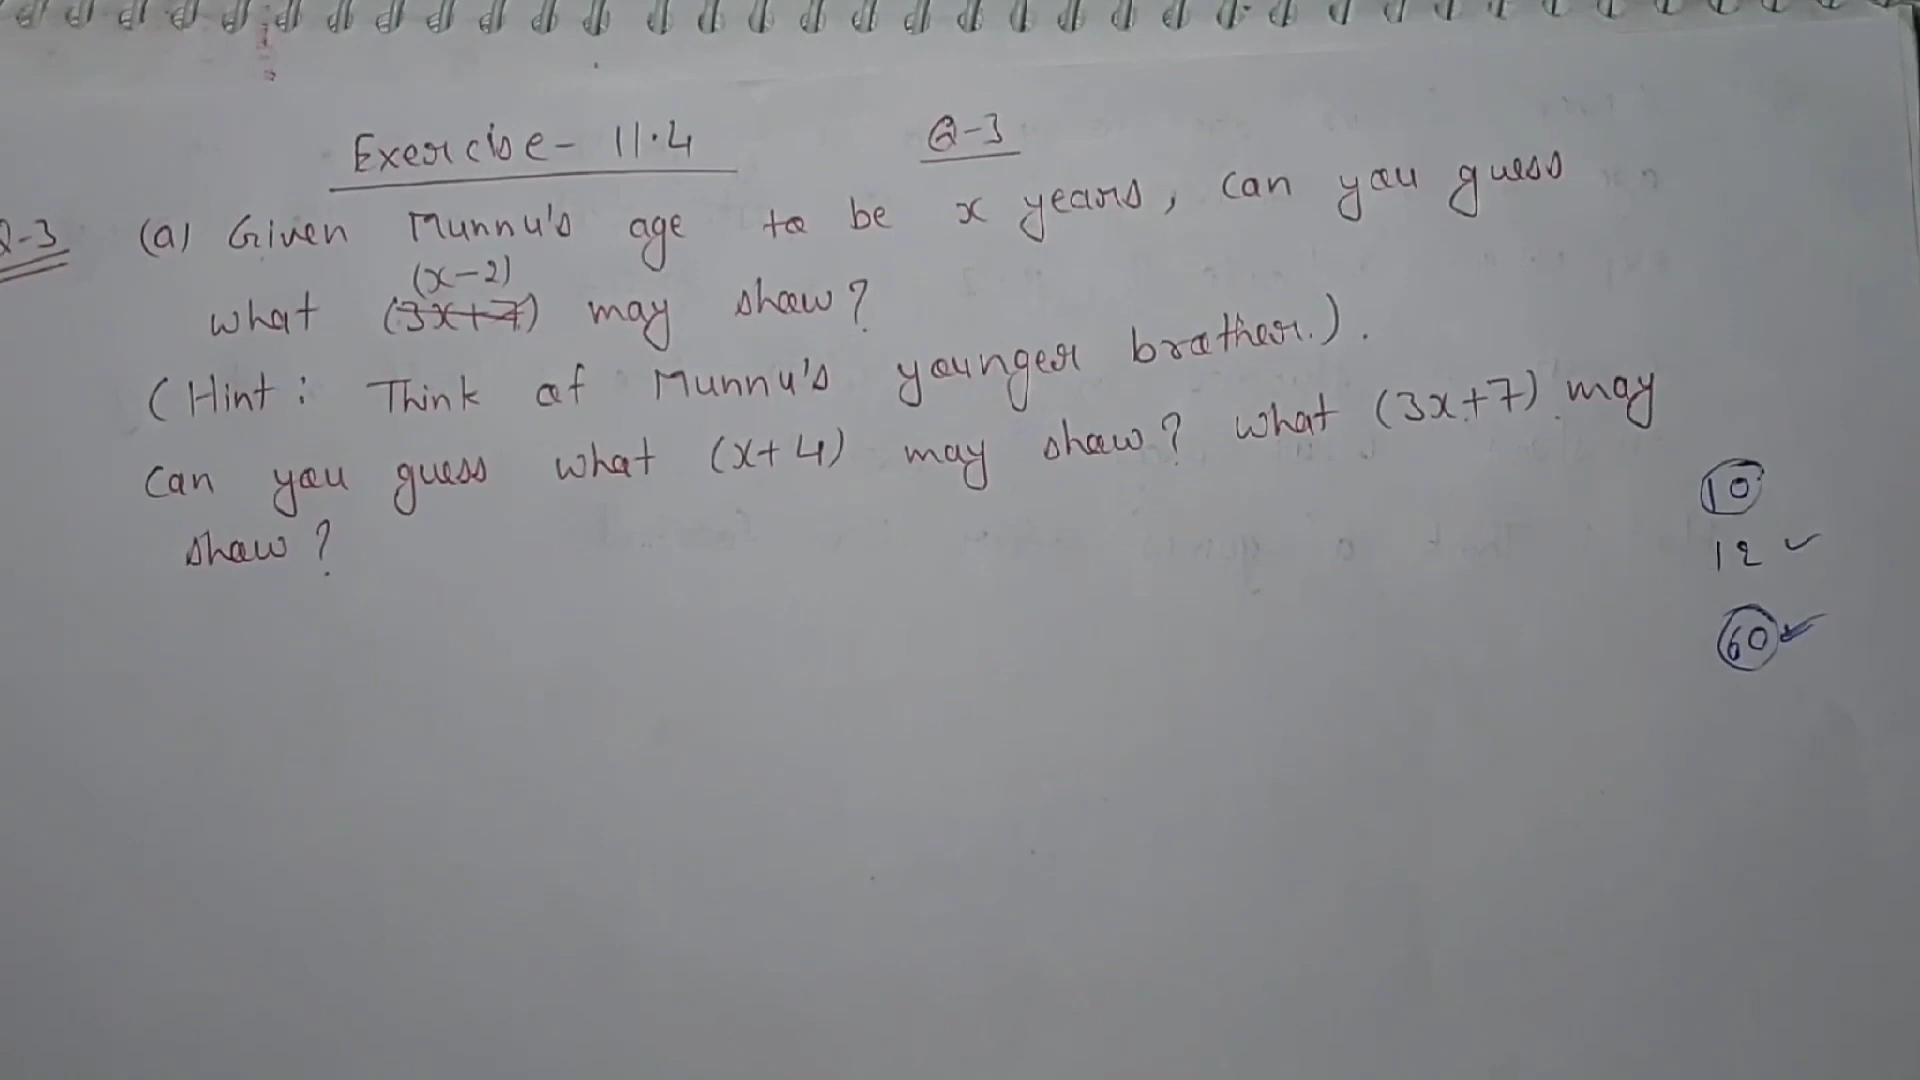 Exercise- 11.4 Q-3
Q-3 (a) Given Munnu's age to be x years, can you guess
(x-2)
what (3x+7) may show?
(Hint: Think of Munnu's younger brother.).
Can you guess what (x+4) may show? what (3x+7) may
show?
10
12 ✓
60 ✓